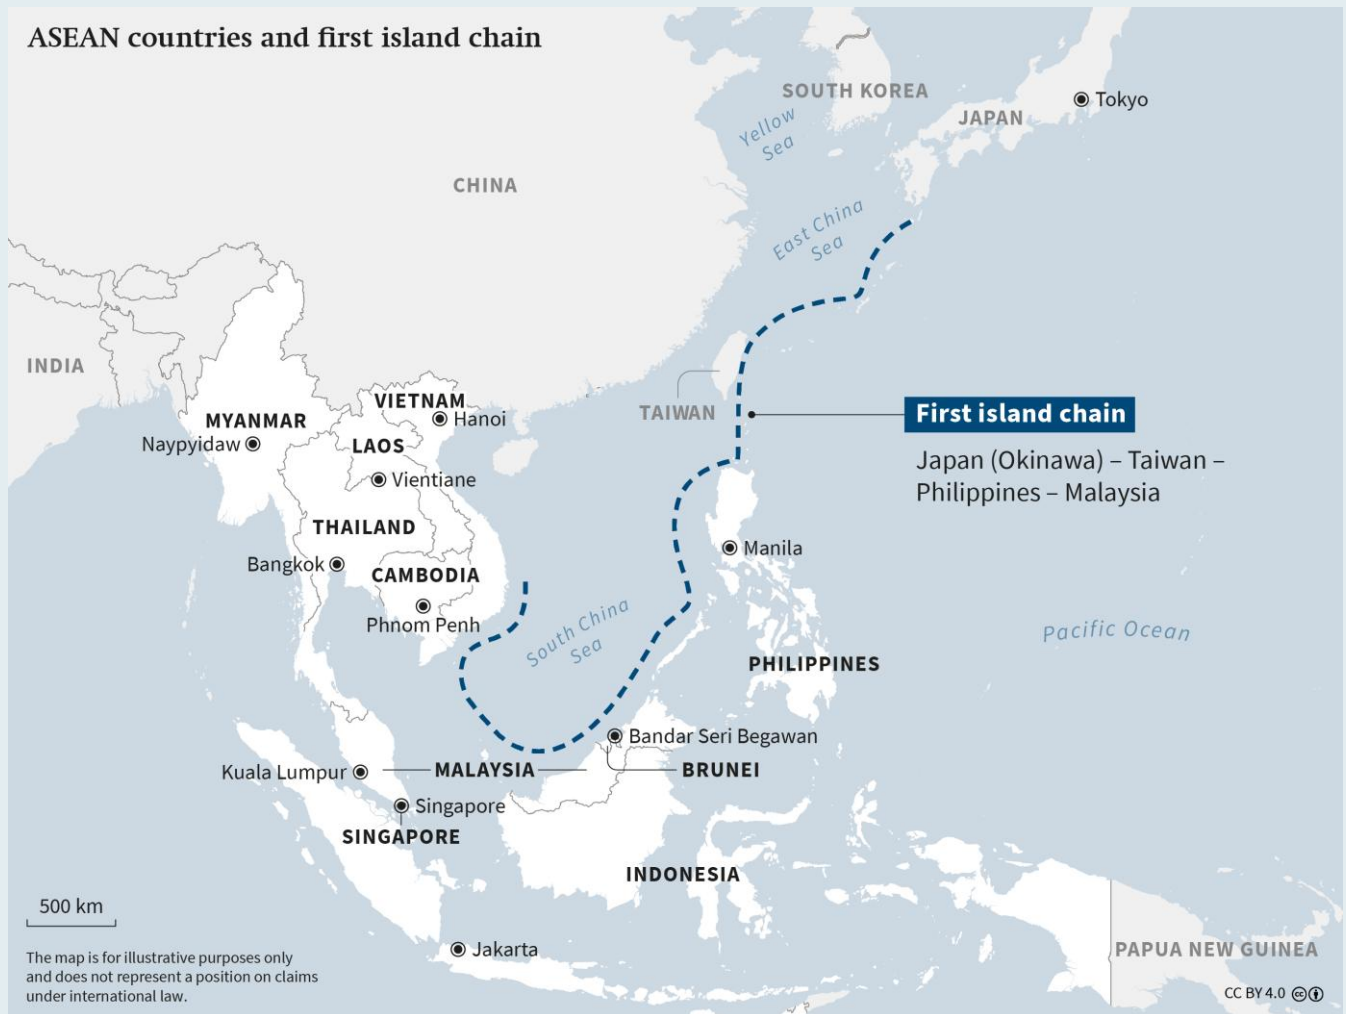 ASEAN countries and first island chain
SOUTH KOREA
Tokyo
JAPAN
Yellow
Sea
CHINA
East China
Sea
INDIA
VIETNAM
Hanoi
MYANMAR
Naypyidaw
LAOS
Vientiane
TAIWAN
First island chain
Japan (Okinawa) – Taiwan –
Philippines – Malaysia
THAILAND
Bangkok
CAMBODIA
Phnom Penh
Manila
South China
Sea
Pacific Ocean
PHILIPPINES
Bandar Seri Begawan
Kuala Lumpur
MALAYSIA
BRUNEI
Singapore
SINGAPORE
INDONESIA
500 km
Jakarta
PAPUA NEW GUINEA
The map is for illustrative purposes only
and does not represent a position on claims
under international law.
CC BY 4.0